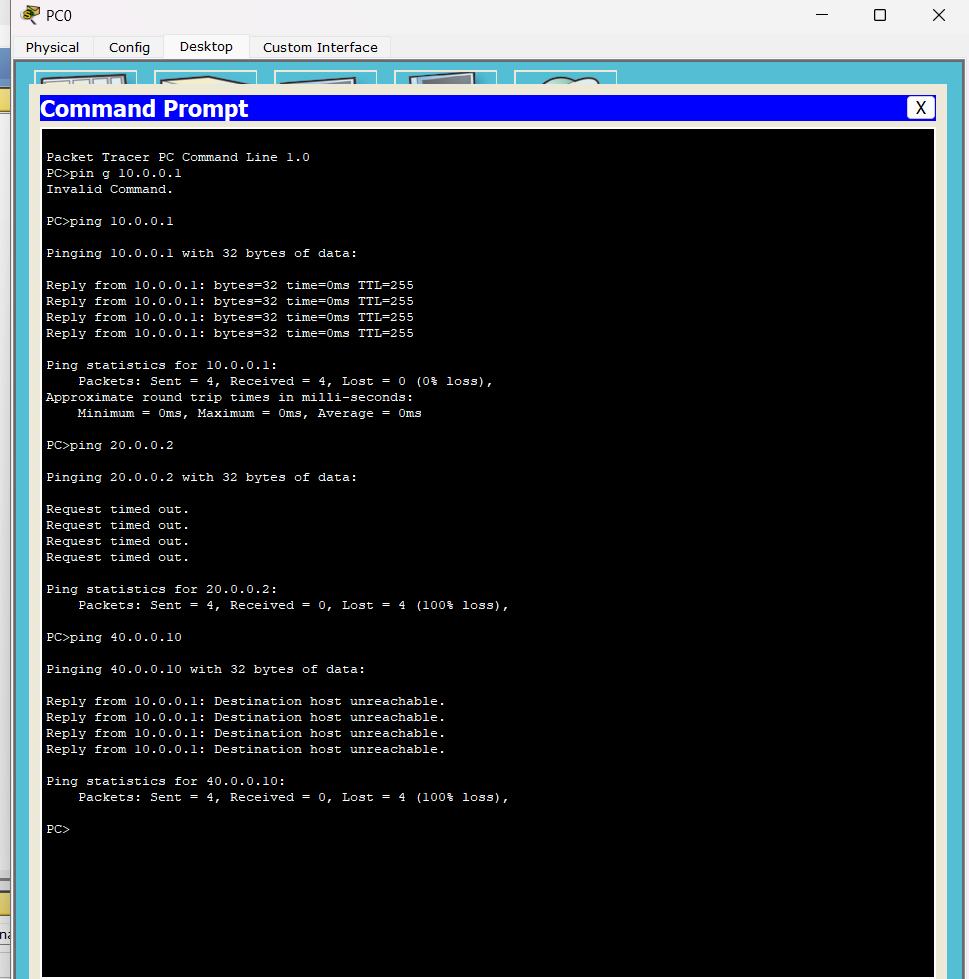 PC0
Physical Config Desktop Custom Interface
Command Prompt X
Packet Tracer PC Command Line 1.0
PC>pin g 10.0.0.1
Invalid Command.
PC>ping 10.0.0.1
Pinging 10.0.0.1 with 32 bytes of data:
Reply from 10.0.0.1: bytes=32 time=0ms TTL=255
Reply from 10.0.0.1: bytes=32 time=0ms TTL=255
Reply from 10.0.0.1: bytes=32 time=0ms TTL=255
Reply from 10.0.0.1: bytes=32 time=0ms TTL=255
Ping statistics for 10.0.0.1:
    Packets: Sent = 4, Received = 4, Lost = 0 (0% loss),
Approximate round trip times in milli-seconds:
    Minimum = 0ms, Maximum = 0ms, Average = 0ms
PC>ping 20.0.0.2
Pinging 20.0.0.2 with 32 bytes of data:
Request timed out.
Request timed out.
Request timed out.
Request timed out.
Ping statistics for 20.0.0.2:
    Packets: Sent = 4, Received = 0, Lost = 4 (100% loss),
PC>ping 40.0.0.10
Pinging 40.0.0.10 with 32 bytes of data:
Reply from 10.0.0.1: Destination host unreachable.
Reply from 10.0.0.1: Destination host unreachable.
Reply from 10.0.0.1: Destination host unreachable.
Reply from 10.0.0.1: Destination host unreachable.
Ping statistics for 40.0.0.10:
    Packets: Sent = 4, Received = 0, Lost = 4 (100% loss),
PC>